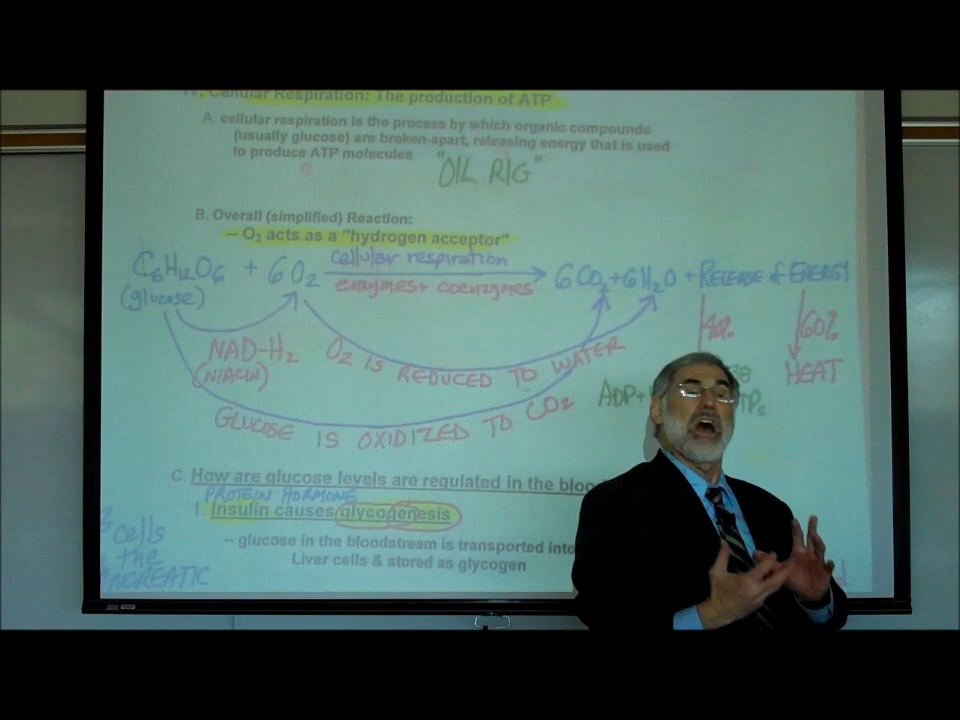 IV. Cellular Respiration: The production of ATP
A. cellular respiration is the process by which organic compounds
(usually glucose) are broken-apart, releasing energy that is used
to produce ATP molecules
"OIL RIG"
B. Overall (simplified) Reaction:
– O₂ acts as a "hydrogen acceptor"
cellular respiration
C₆H₁₂O₆ + 6O₂ 6CO₂ + 6H₂O + RELEASE of ENERGY
(glucose) enzymes + coenzymes
40% 60%
NAD-H₂ O₂ IS REDUCED TO WATER HEAT
(NIACIN)
38
ADP+ TPs
GLUCOSE IS OXIDIZED TO CO₂
C. How are glucose levels are regulated in the bloo
PROTEIN HORMONE
1. Insulin causes glycogenesis
– glucose in the bloodstream is transported into
Liver cells & stored as glycogen
cells
the